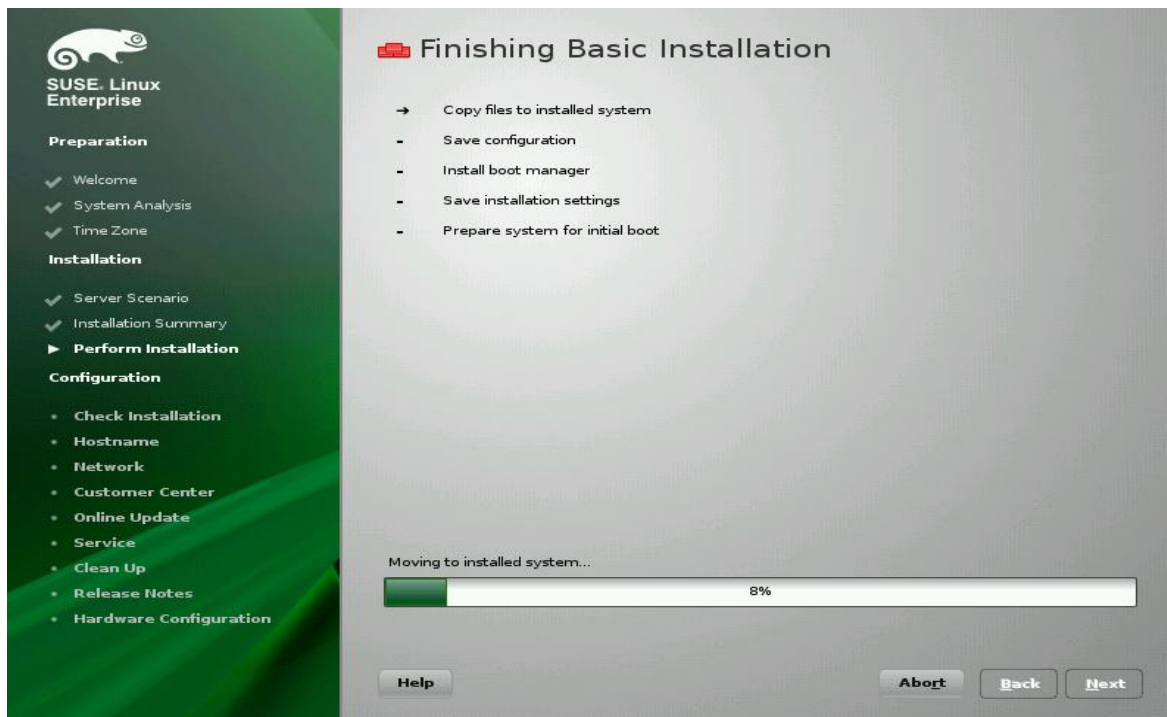 SUSE. Linux
Enterprise
Preparation
Welcome
System Analysis
Time Zone
Installation
Server Scenario
Installation Summary
Perform Installation
Configuration
Check Installation
Hostname
Network
Customer Center
Online Update
Service
Clean Up
Release Notes
Hardware Configuration
Finishing Basic Installation
Copy files to installed system
Save configuration
Install boot manager
Save installation settings
Prepare system for initial boot
Moving to installed system...
8%
Help
Abort
Back
Next